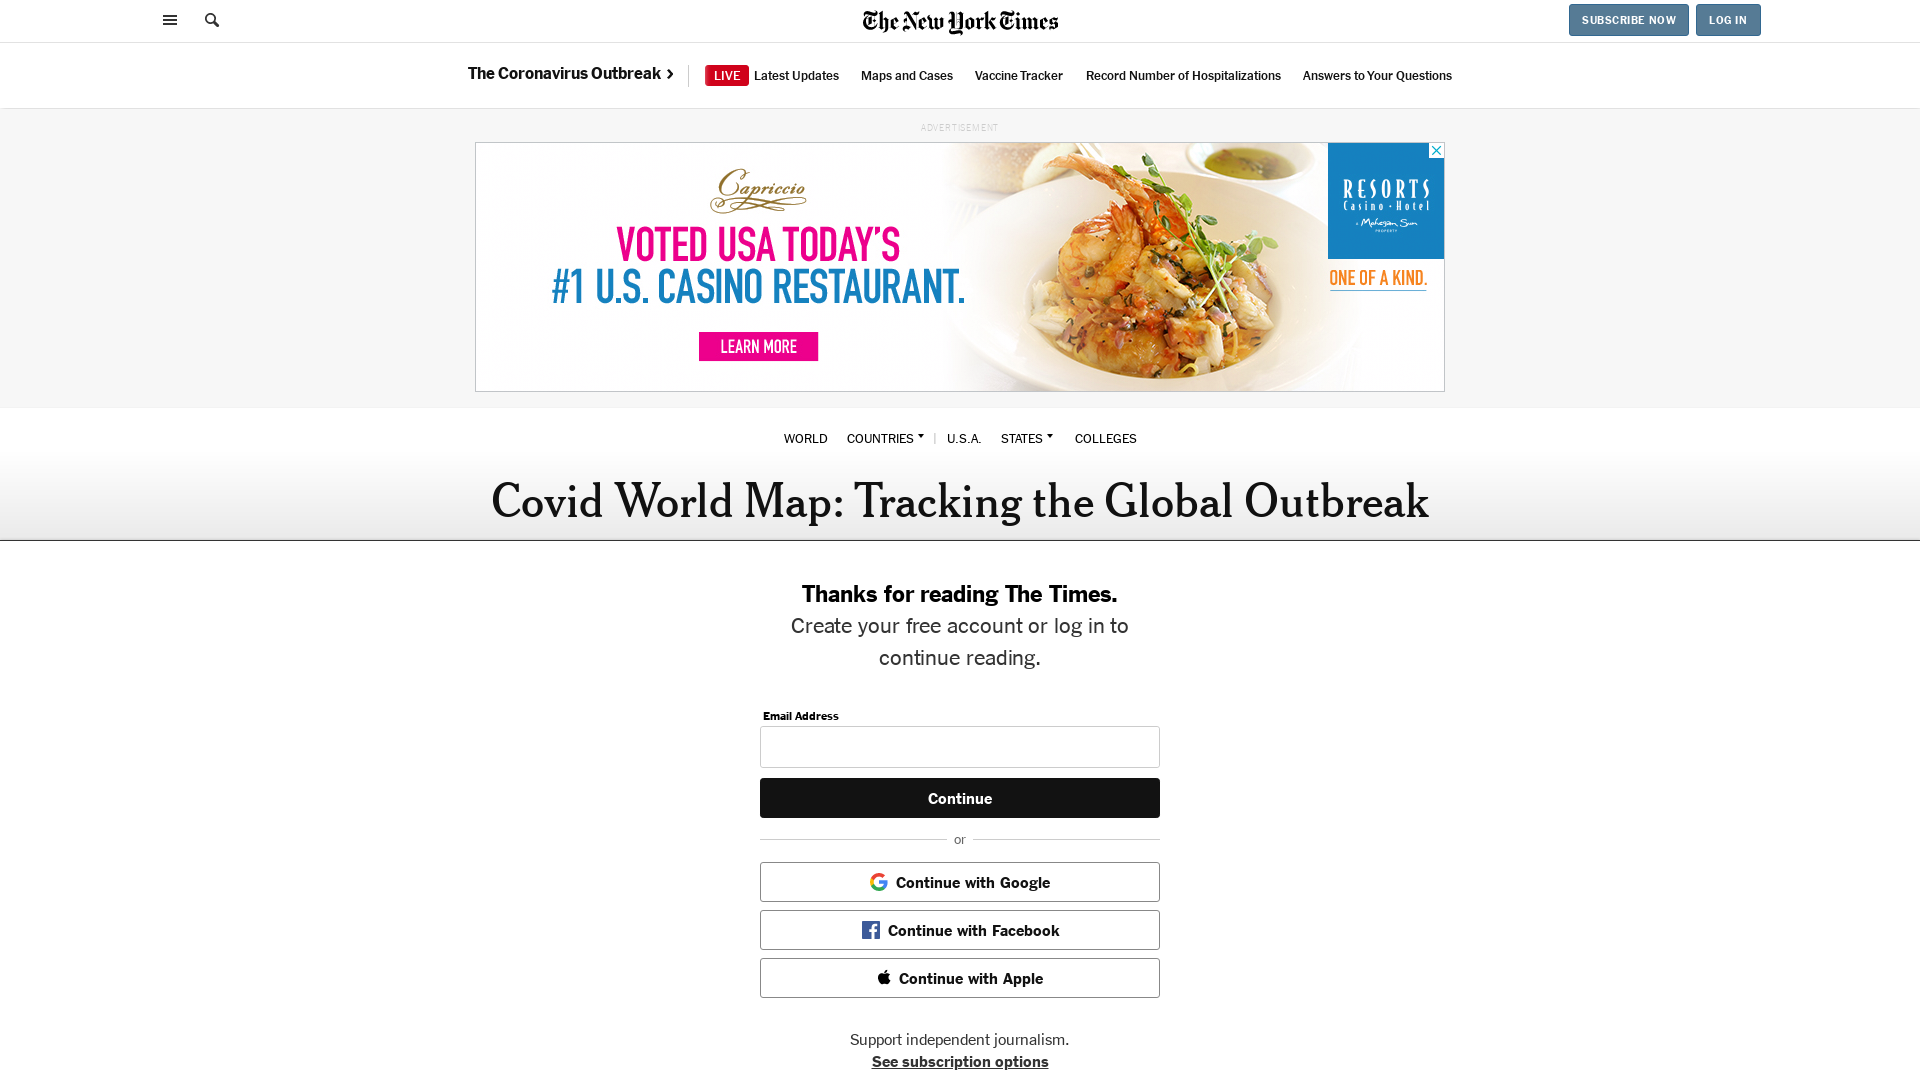 The New York Times
SUBSCRIBE NOW
LOG IN
The Coronavirus Outbreak
LIVE Latest Updates
Maps and Cases
Vaccine Tracker
Record Number of Hospitalizations
Answers to Your Questions
ADVERTISEMENT
Capriccio
VOTED USA TODAY'S
#1 U.S. CASINO RESTAURANT.
LEARN MORE
RESORTS
Casino · Hotel
a Mohegan Sun
PROPERTY
ONE OF A KIND.
WORLD
COUNTRIES
U.S.A.
STATES
COLLEGES
Covid World Map: Tracking the Global Outbreak
Thanks for reading The Times.
Create your free account or log in to
continue reading.
Email Address
Continue
or
Continue with Google
Continue with Facebook
Continue with Apple
Support independent journalism.
See subscription options